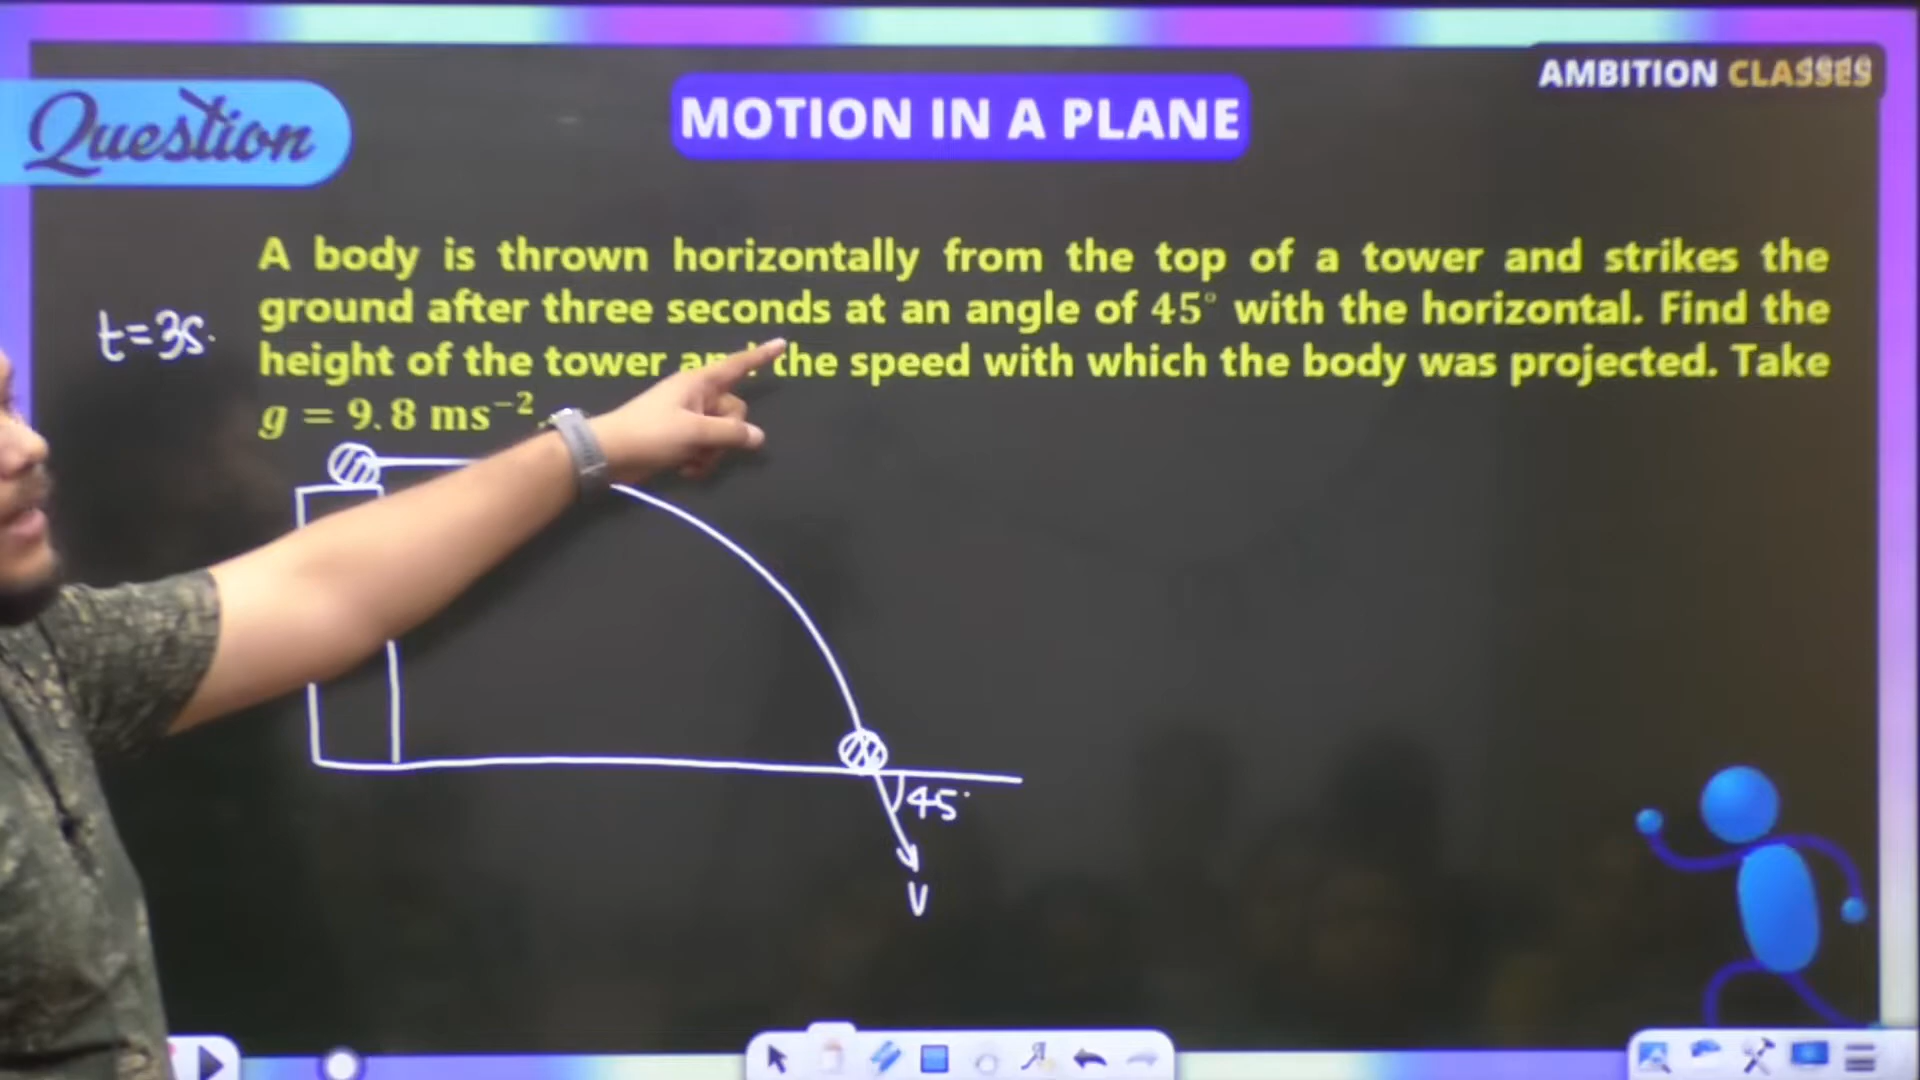 AMBITION CLASSES
Question
MOTION IN A PLANE
A body is thrown horizontally from the top of a tower and strikes the
ground after three seconds at an angle of 45° with the horizontal. Find the
t=3s.
height of the tower and the speed with which the body was projected. Take
g = 9.8 ms⁻².
45°
V